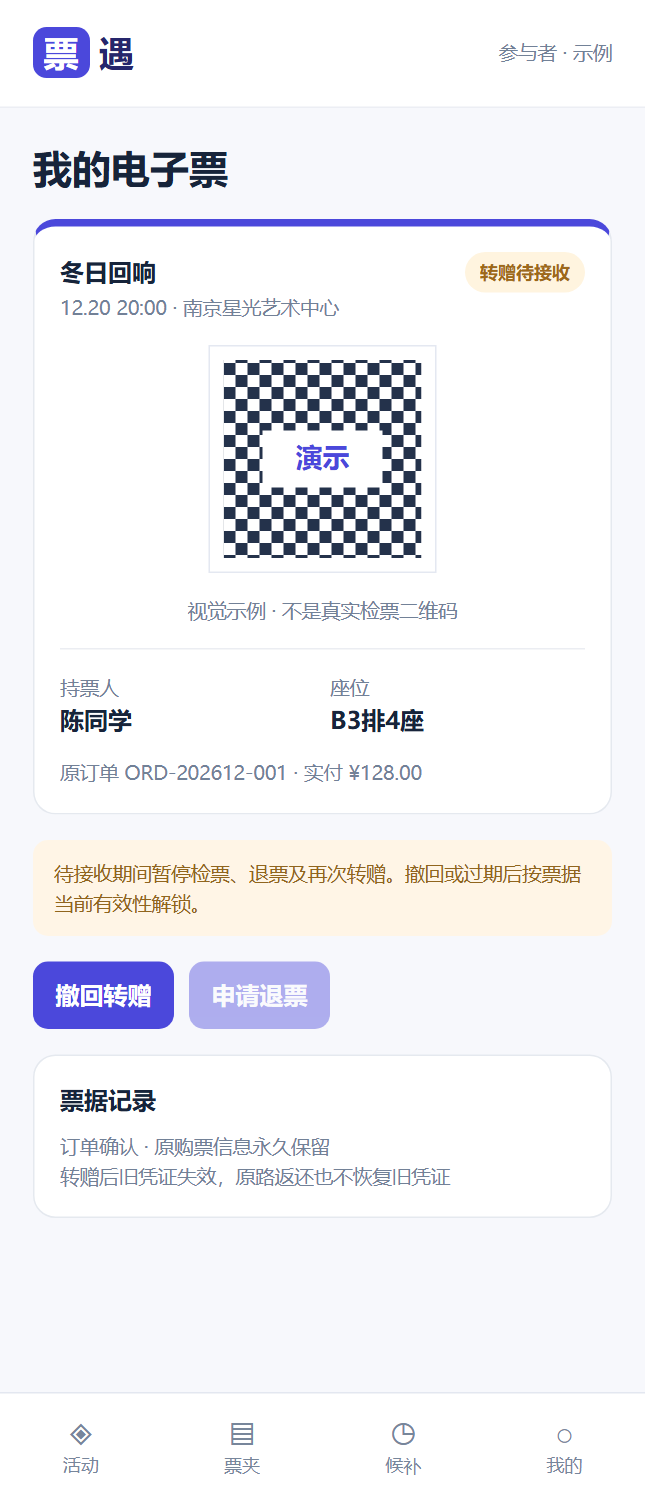 票 遇
参与者 · 示例
我的电子票
冬日回响
转赠待接收
12.20 20:00 · 南京星光艺术中心
演示
视觉示例 · 不是真实检票二维码
持票人
座位
陈同学
B3排4座
原订单 ORD-202612-001 · 实付 ¥128.00
待接收期间暂停检票、退票及再次转赠。撤回或过期后按票据
当前有效性解锁。
撤回转赠
申请退票
票据记录
订单确认 · 原购票信息永久保留
转赠后旧凭证失效，原路返还也不恢复旧凭证
活动
票夹
候补
我的